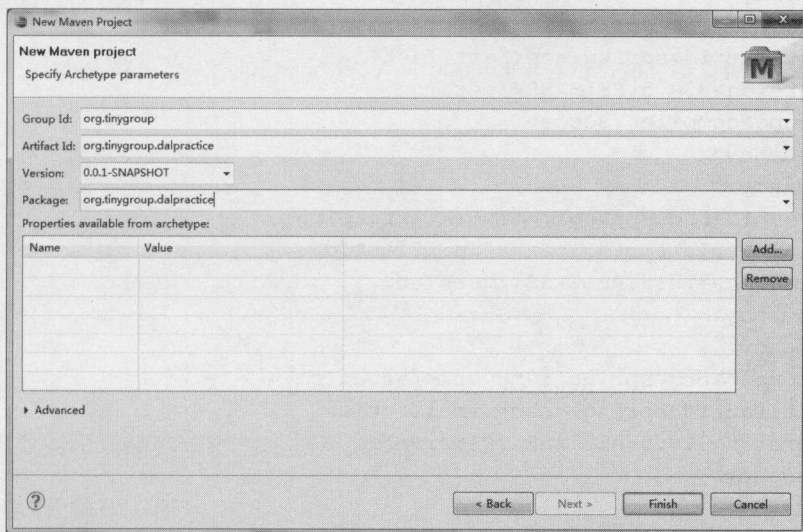 New Maven Project
New Maven project
Specify Archetype parameters
M
Group Id: org.tinygroup
Artifact Id: org.tinygroup.dalpractice
Version: 0.0.1-SNAPSHOT
Package: org.tinygroup.dalpractice
Properties available from archetype:
Name Value
Add...
Remove
Advanced
?
< Back Next > Finish Cancel